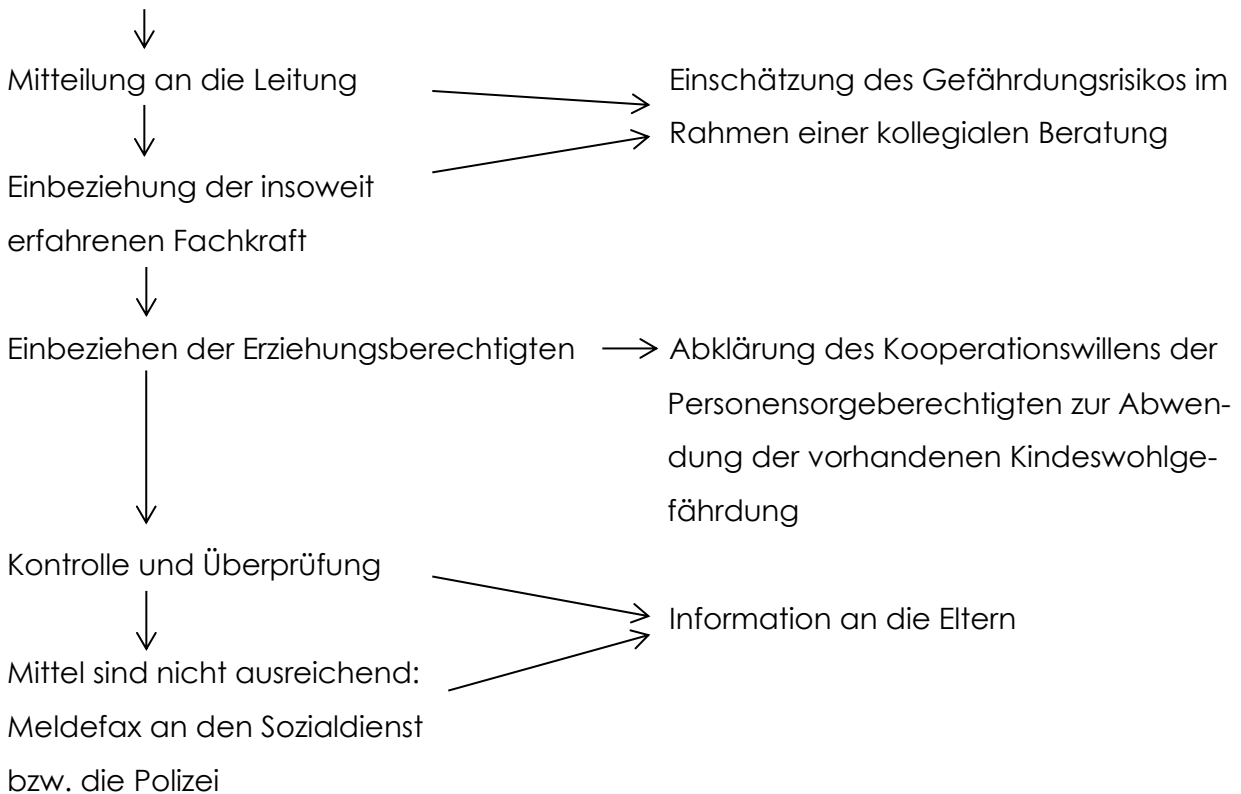 Mitteilung an die Leitung
Einschätzung des Gefährdungsrisikos im
Rahmen einer kollegialen Beratung
Einbeziehung der insoweit
erfahrenen Fachkraft
Einbeziehen der Erziehungsberechtigten
Abklärung des Kooperationswillens der
Personensorgeberechtigten zur Abwen-
dung der vorhandenen Kindeswohlge-
fährdung
Kontrolle und Überprüfung
Information an die Eltern
Mittel sind nicht ausreichend:
Meldefax an den Sozialdienst
bzw. die Polizei